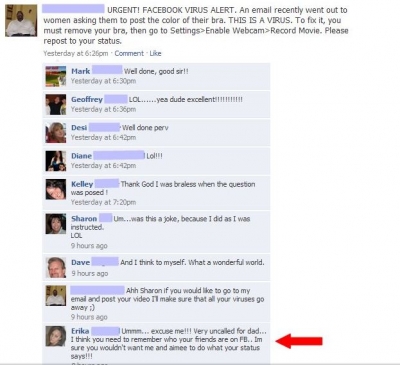 URGENT! FACEBOOK VIRUS ALERT. An email recently went out to
women asking them to post the color of their bra. THIS IS A VIRUS. To fix it, you
must remove your bra, then go to Settings>Enable Webcam>Record Movie. Please
repost to your status.
Yesterday at 6:26pm · Comment · Like
Mark Well done, good sir!!
Yesterday at 6:30pm
Geoffrey LOL......yea dude excellent!!!!!!!!!!!
Yesterday at 6:42pm
Desi Well done perv
Yesterday at 6:42pm
Diane Lol!!!
Yesterday at 6:42pm
Kelley Thank God I was braless when the question
was posed !
Yesterday at 7:20pm
Sharon Um...was this a joke, because I did as I was
instructed.
LOL
9 hours ago
Dave And I think to myself. What a wonderful world.
9 hours ago
Ahh Sharon if you would like to go to my
email and post your video I'll make sure that all your viruses go
away ;)
9 hours ago
Erika Ummm... excuse me!!! Very uncalled for dad...
I think you need to remember who your friends are on FB.. Im
sure you wouldn't want me and aimee to do what your status
says!!!